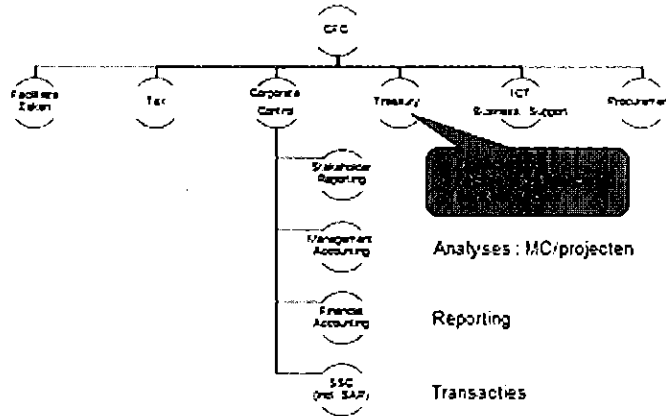 CFO
Facilitaire
Zaken
Tax
Corporate
Control
Treasury
ICT
Business Support
Procurement
Stakeholder
Reporting
Management
Accounting
Analyses : MC/projecten
Financial
Accounting
Reporting
SSC
(incl. SAP)
Transacties